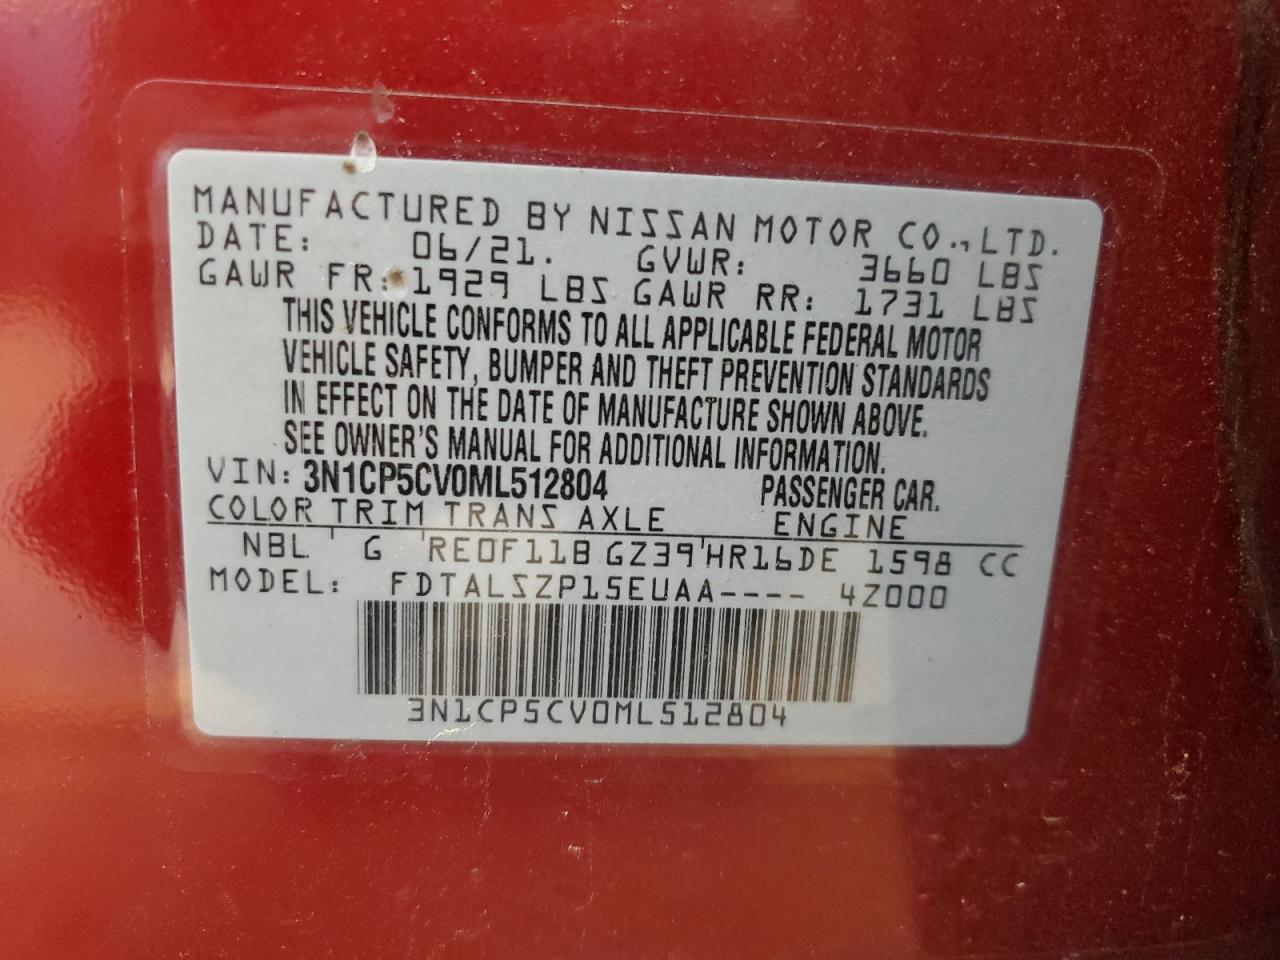 MANUFACTURED BY NISSAN MOTOR CO.,LTD.
DATE: 06/21. GVWR: 3660 LBS
GAWR FR: 1929 LBS GAWR RR: 1731 LBS
THIS VEHICLE CONFORMS TO ALL APPLICABLE FEDERAL MOTOR
VEHICLE SAFETY, BUMPER AND THEFT PREVENTION STANDARDS
IN EFFECT ON THE DATE OF MANUFACTURE SHOWN ABOVE.
SEE OWNER'S MANUAL FOR ADDITIONAL INFORMATION.
VIN: 3N1CP5CV0ML512804 PASSENGER CAR.
COLOR TRIM TRANS AXLE ENGINE
NBL G RE0F11B GZ39 HR16DE 1598 CC
MODEL: FDTALSZP15EUAA---- 4Z000
3N1CP5CV0ML512804